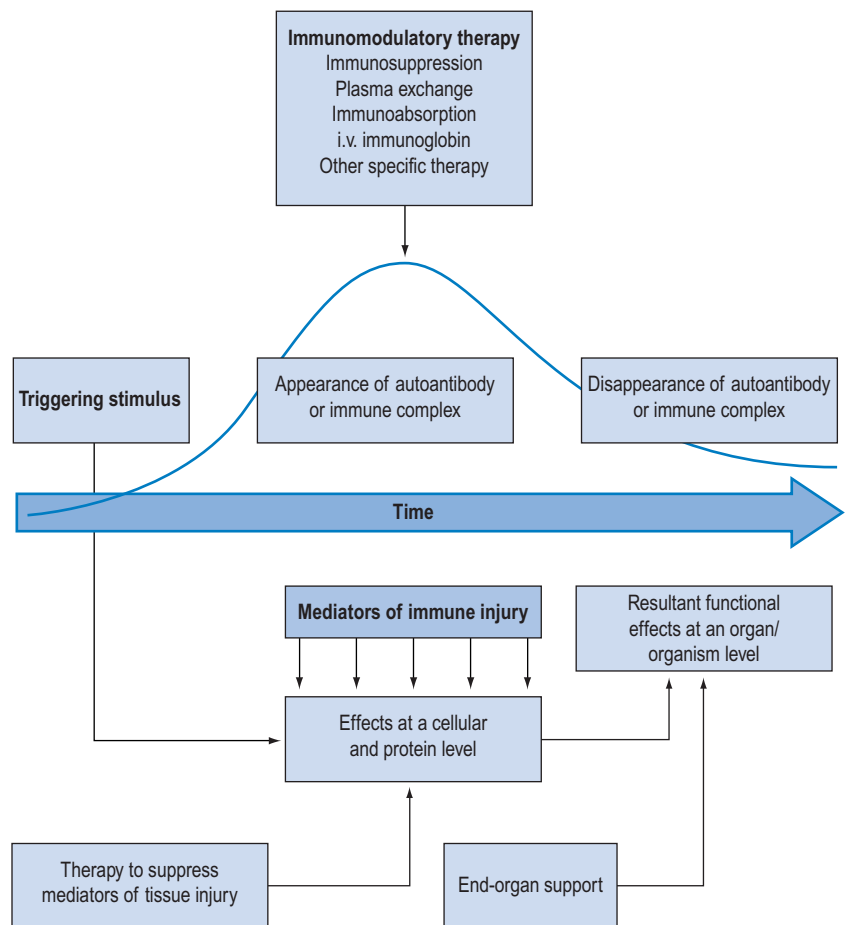 Immunomodulatory therapy
Immunosuppression
Plasma exchange
Immunoabsorption
i.v. immunoglobin
Other specific therapy
Triggering stimulus
Appearance of autoantibody
or immune complex
Disappearance of autoantibody
or immune complex
Time
Mediators of immune injury
Resultant functional
effects at an organ/
organism level
Effects at a cellular
and protein level
Therapy to suppress
mediators of tissue injury
End-organ support